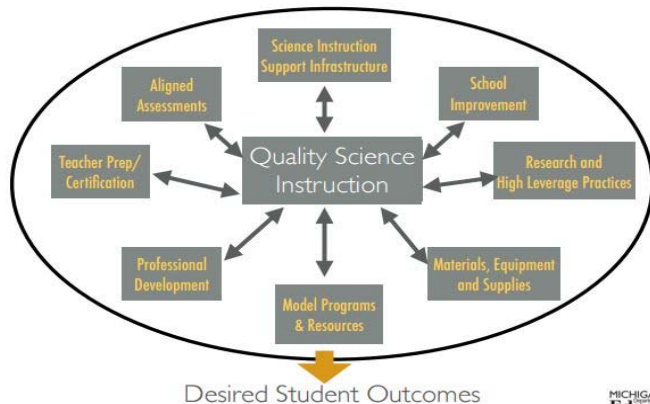 Science Instruction
Support Infrastructure
Aligned
Assessments
School
Improvement
Quality Science
Instruction
Teacher Prep/
Certification
Research and
High Leverage Practices
Professional
Development
Materials, Equipment
and Supplies
Model Programs
& Resources
Desired Student Outcomes